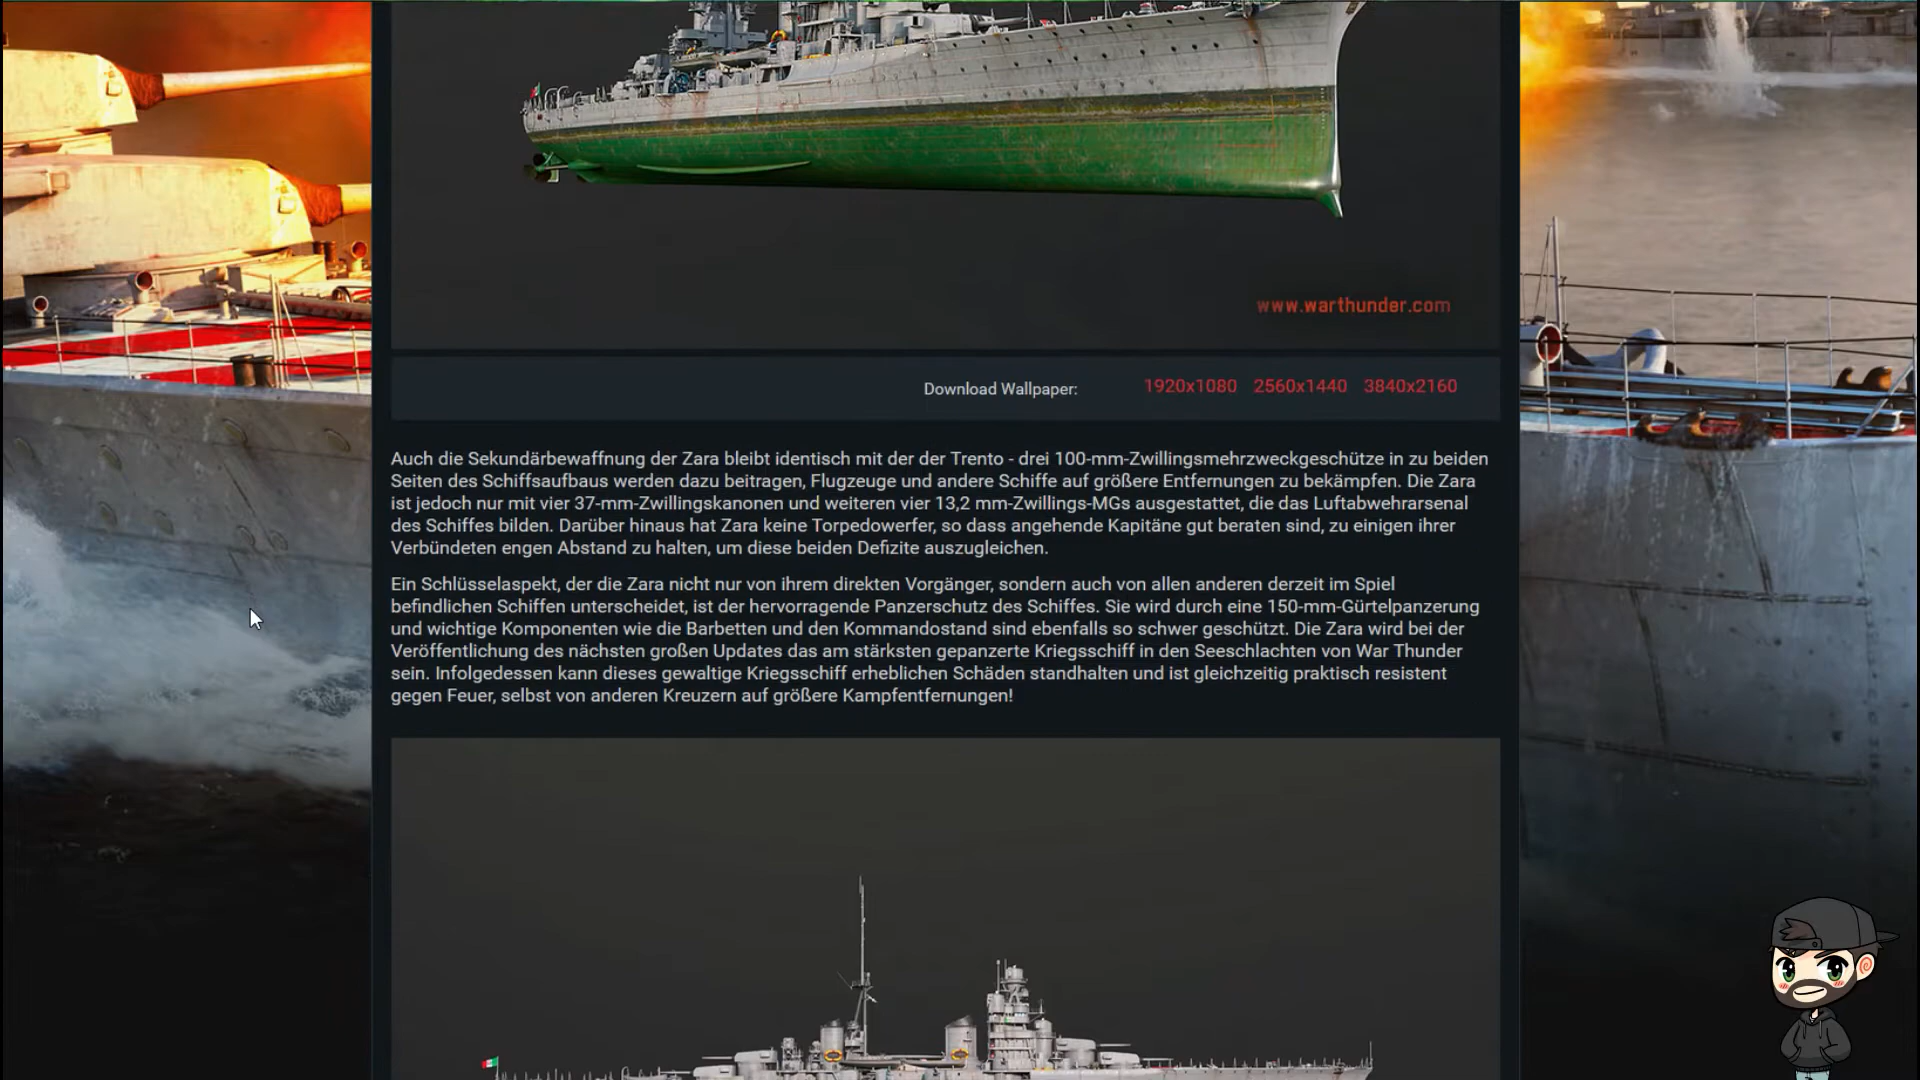 www.warthunder.com
Download Wallpaper: 1920x1080 2560x1440 3840x2160
Auch die Sekundärbewaffnung der Zara bleibt identisch mit der der Trento - drei 100-mm-Zwillingsmehrzweckgeschütze in zu beiden
Seiten des Schiffsaufbaus werden dazu beitragen, Flugzeuge und andere Schiffe auf größere Entfernungen zu bekämpfen. Die Zara
ist jedoch nur mit vier 37-mm-Zwillingskanonen und weiteren vier 13,2 mm-Zwillings-MGs ausgestattet, die das Luftabwehrarsenal
des Schiffes bilden. Darüber hinaus hat Zara keine Torpedowerfer, so dass angehende Kapitäne gut beraten sind, zu einigen ihrer
Verbündeten engen Abstand zu halten, um diese beiden Defizite auszugleichen.
Ein Schlüsselaspekt, der die Zara nicht nur von ihrem direkten Vorgänger, sondern auch von allen anderen derzeit im Spiel
befindlichen Schiffen unterscheidet, ist der hervorragende Panzerschutz des Schiffes. Sie wird durch eine 150-mm-Gürtelpanzerung
und wichtige Komponenten wie die Barbetten und den Kommandostand sind ebenfalls so schwer geschützt. Die Zara wird bei der
Veröffentlichung des nächsten großen Updates das am stärksten gepanzerte Kriegsschiff in den Seeschlachten von War Thunder
sein. Infolgedessen kann dieses gewaltige Kriegsschiff erheblichen Schäden standhalten und ist gleichzeitig praktisch resistent
gegen Feuer, selbst von anderen Kreuzern auf größere Kampfentfernungen!